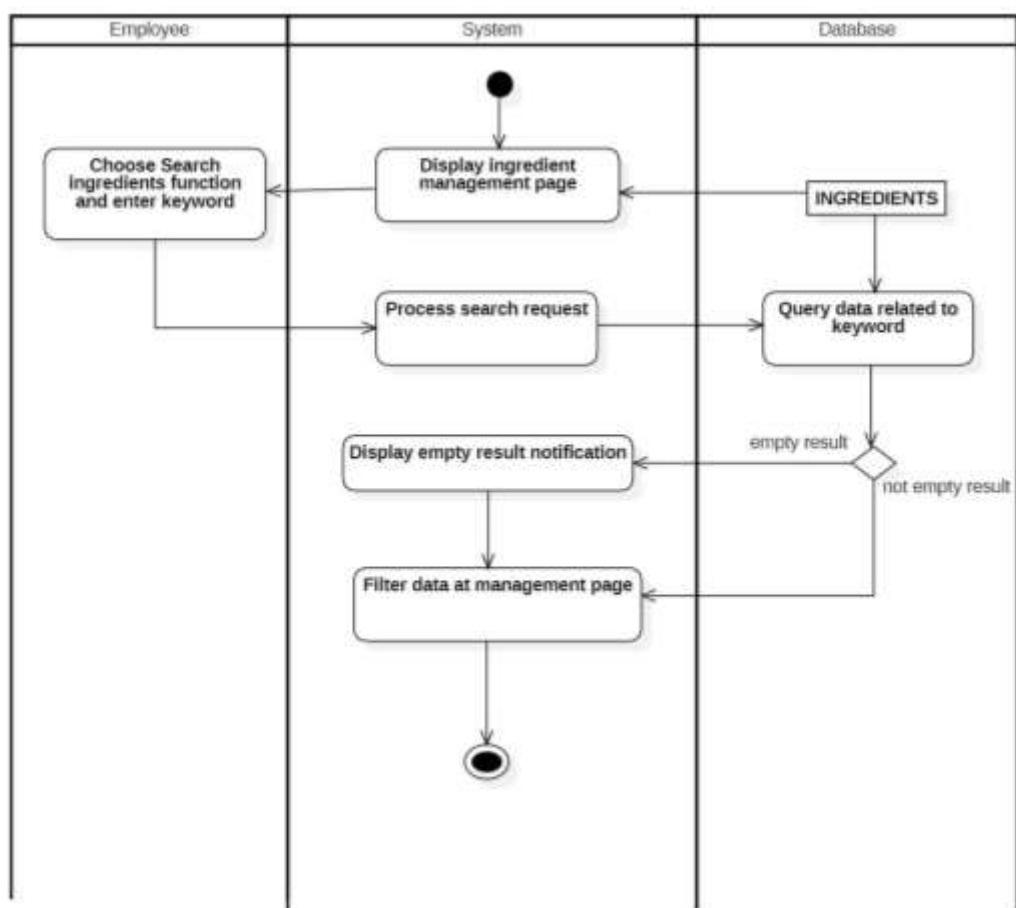 Employee
System
Database
Choose Search
ingredients function
and enter keyword
Display ingredient
management page
INGREDIENTS
Process search request
Query data related to
keyword
Display empty result notification
empty result
not empty result
Filter data at management page